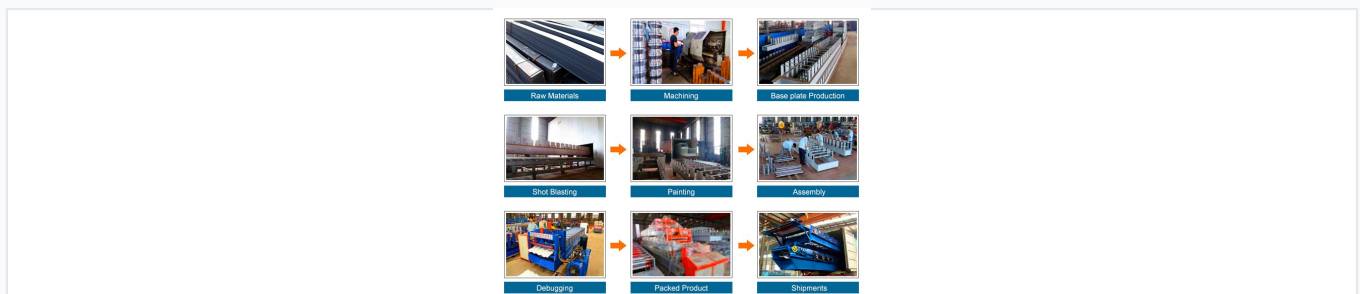 Raw Materials
Machining
Base plate Production
Shot Blasting
Painting
Assembly
Debugging
Packed Product
Shipments